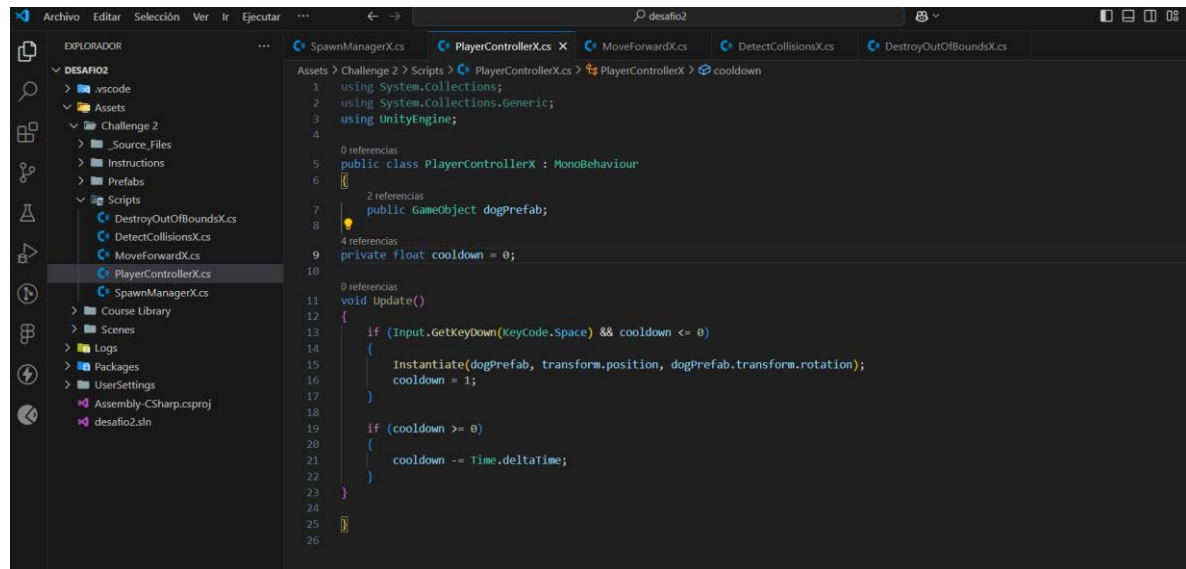 Archivo Editar Selección Ver Ir Ejecutar ··· ← → desafio2
EXPLORADOR ···
DESAFIO2
.vscode
Assets
Challenge 2
_Source_Files
Instructions
Prefabs
Scripts
DestroyOutOfBoundsX.cs
DetectCollisionsX.cs
MoveForwardX.cs
PlayerControllerX.cs
SpawnManagerX.cs
Course Library
Scenes
Logs
Packages
UserSettings
Assembly-CSharp.csproj
desafio2.sln
SpawnManagerX.cs PlayerControllerX.cs × MoveForwardX.cs DetectCollisionsX.cs DestroyOutOfBoundsX.cs
Assets > Challenge 2 > Scripts > PlayerControllerX.cs > PlayerControllerX > cooldown
1 using System.Collections;
2 using System.Collections.Generic;
3 using UnityEngine;
4
0 referencias
5 public class PlayerControllerX : MonoBehaviour
6 {
2 referencias
7 public GameObject dogPrefab;
8
4 referencias
9 private float cooldown = 0;
10
0 referencias
11 void Update()
12 {
13 if (Input.GetKeyDown(KeyCode.Space) && cooldown <= 0)
14 {
15 Instantiate(dogPrefab, transform.position, dogPrefab.transform.rotation);
16 cooldown = 1;
17 }
18
19 if (cooldown >= 0)
20 {
21 cooldown -= Time.deltaTime;
22 }
23 }
24
25 }
26